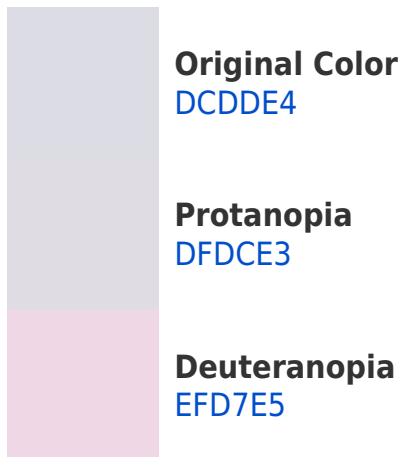 Original Color
DCDDE4
Protanopia
DFDCE3
Deuteranopia
EFD7E5